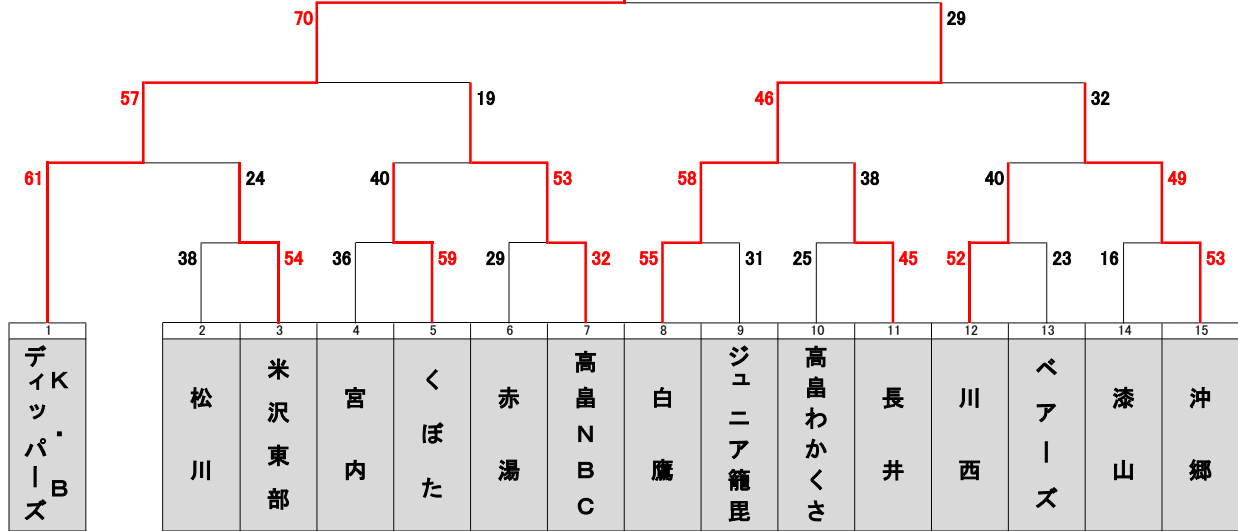 70 29
57 19 46 32
61 24 40 53 58 38 40 49
38 54 36 59 29 32 55 31 25 45 52 23 16 53
1 2 3 4 5 6 7 8 9 10 11 12 13 14 15
K・B
ディッパーズ
松川
米沢東部
宮内
くぼた
赤湯
高畠NBC
白鷹
ジュニア籠毘
高畠わかくさ
長井
川西
ベアーズ
漆山
沖郷